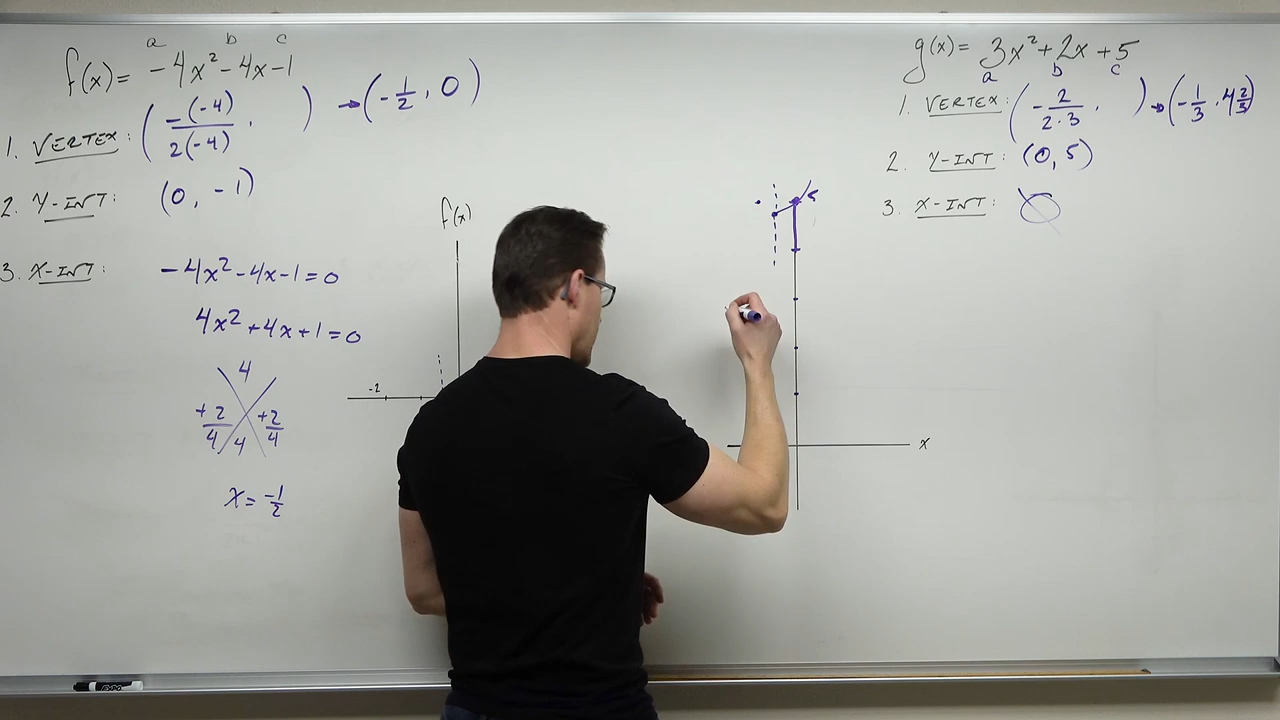 a b c
f(x) = -4x² - 4x - 1
1. VERTEX: (-(-4)/2(-4), ) → (-1/2, 0)
2. Y-INT: (0, -1)
3. X-INT: -4x² - 4x - 1 = 0
4x² + 4x + 1 = 0
4
+2/4 +2/4
4
x = -1/2
f(x)
-2
5
x
g(x) = 3x² + 2x + 5
a b c
1. VERTEX: (-2/2·3, ) → (-1/3, 4 2/3)
2. Y-INT: (0, 5)
3. X-INT: ∅